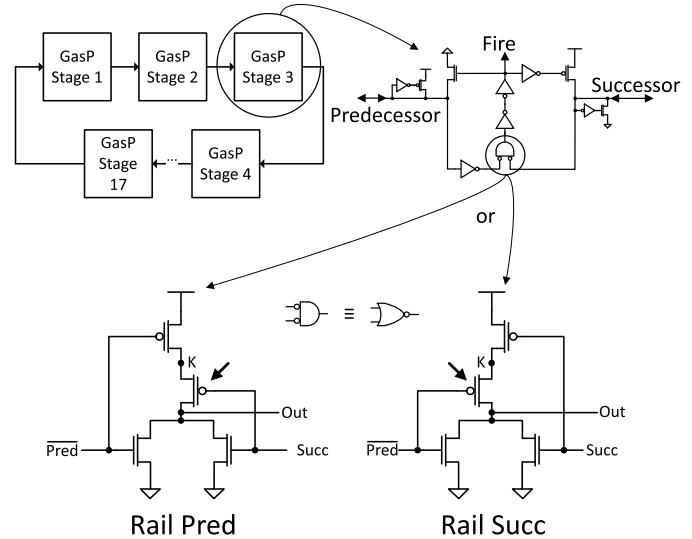 GasP
Stage 1
GasP
Stage 2
GasP
Stage 3
GasP
Stage
17
...
GasP
Stage 4
Fire
Predecessor
Successor
or
K
Out
Pred
Succ
Rail Pred
≡
K
Out
Pred
Succ
Rail Succ